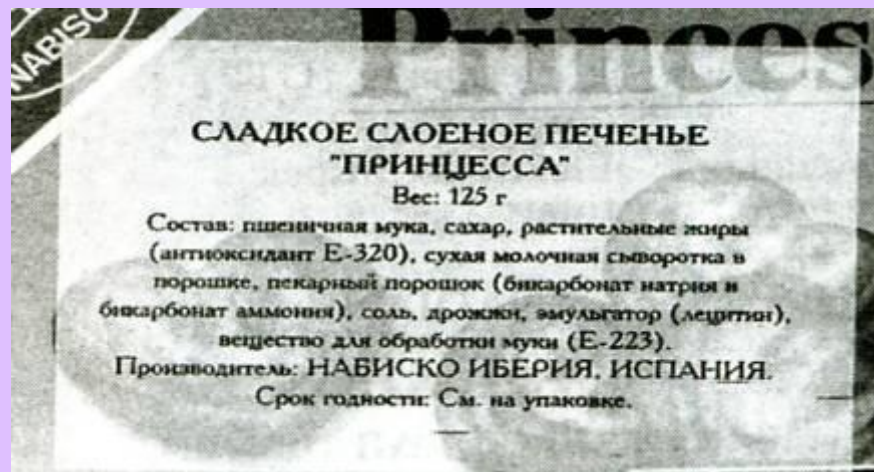 NABISCO
Princes
СЛАДКОЕ СЛОЕНОЕ ПЕЧЕНЬЕ
"ПРИНЦЕССА"
Вес: 125 г
Состав: пшеничная мука, сахар, растительные жиры
(антиоксидант Е-320), сухая молочная сыворотка в
порошке, пекарный порошок (бикарбонат натрия и
бикарбонат аммония), соль, дрожжи, эмульгатор (лецитин),
вещество для обработки муки (Е-223).
Производитель: НАБИСКО ИБЕРИЯ, ИСПАНИЯ.
Срок годности: См. на упаковке.